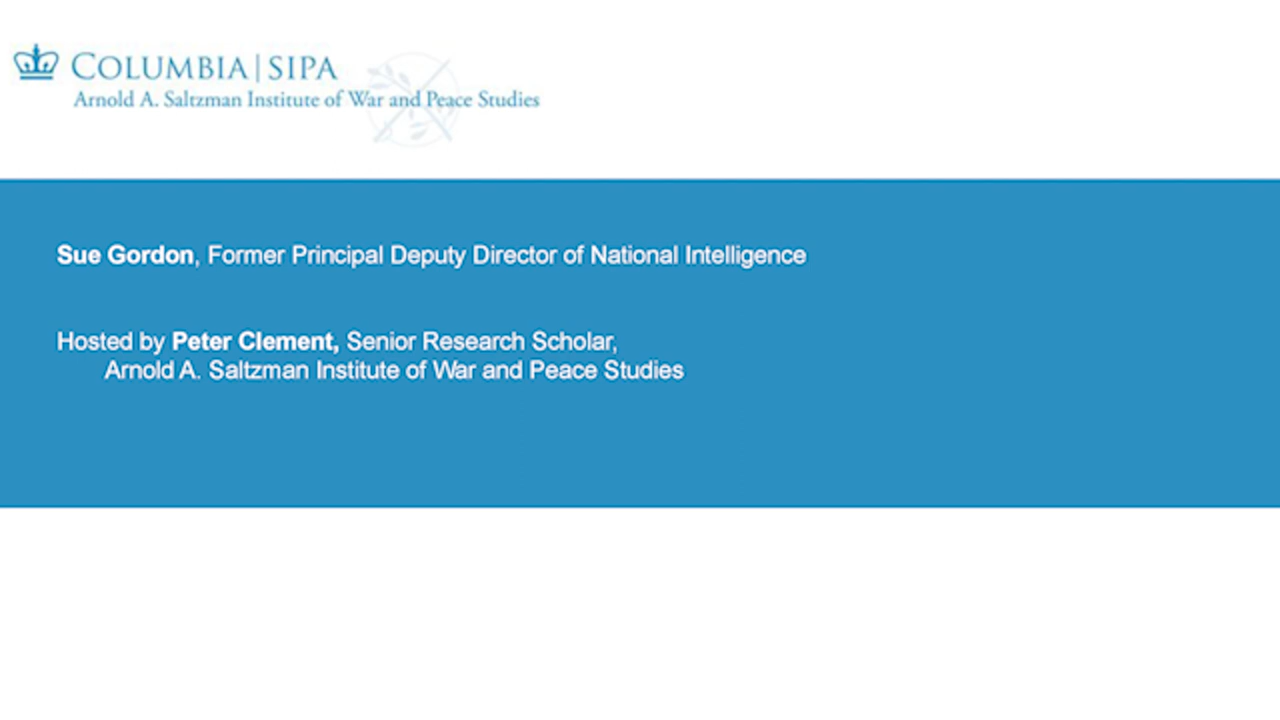 COLUMBIA | SIPA
Arnold A. Saltzman Institute of War and Peace Studies
Sue Gordon, Former Principal Deputy Director of National Intelligence
Hosted by Peter Clement, Senior Research Scholar,
Arnold A. Saltzman Institute of War and Peace Studies